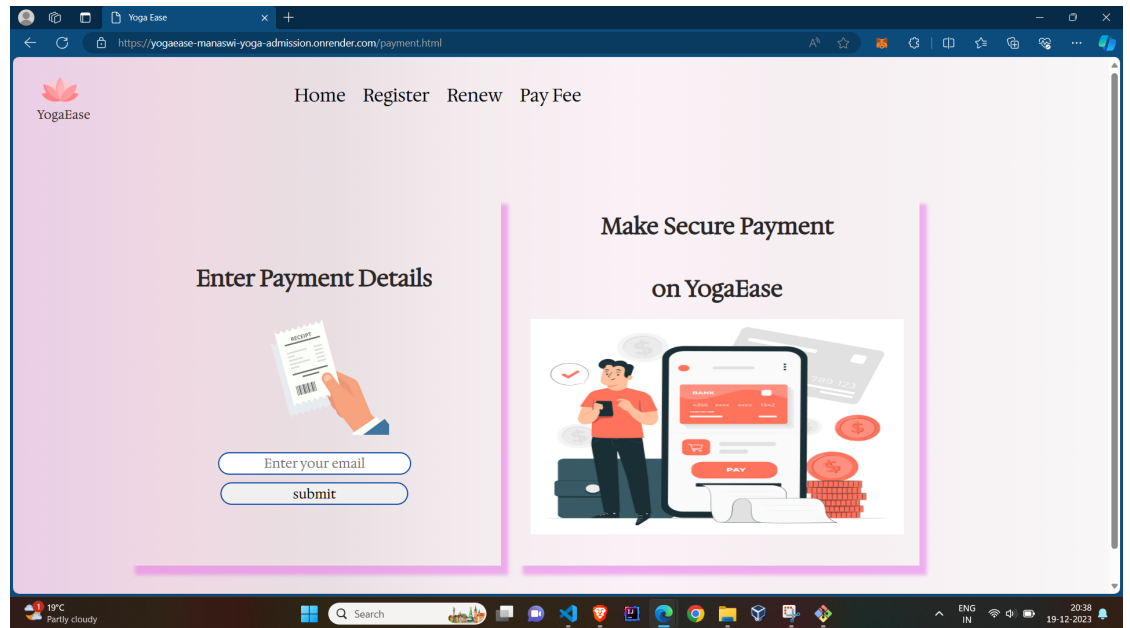 Yoga Ease
https://yogaease-manaswi-yoga-admission.onrender.com/payment.html
YogaEase
Home Register Renew Pay Fee
Enter Payment Details
RECEIPT
Enter your email
submit
Make Secure Payment
on YogaEase
BANK
PAY
19°C
Partly cloudy
1
Search
ENG
IN
20:38
19-12-2023